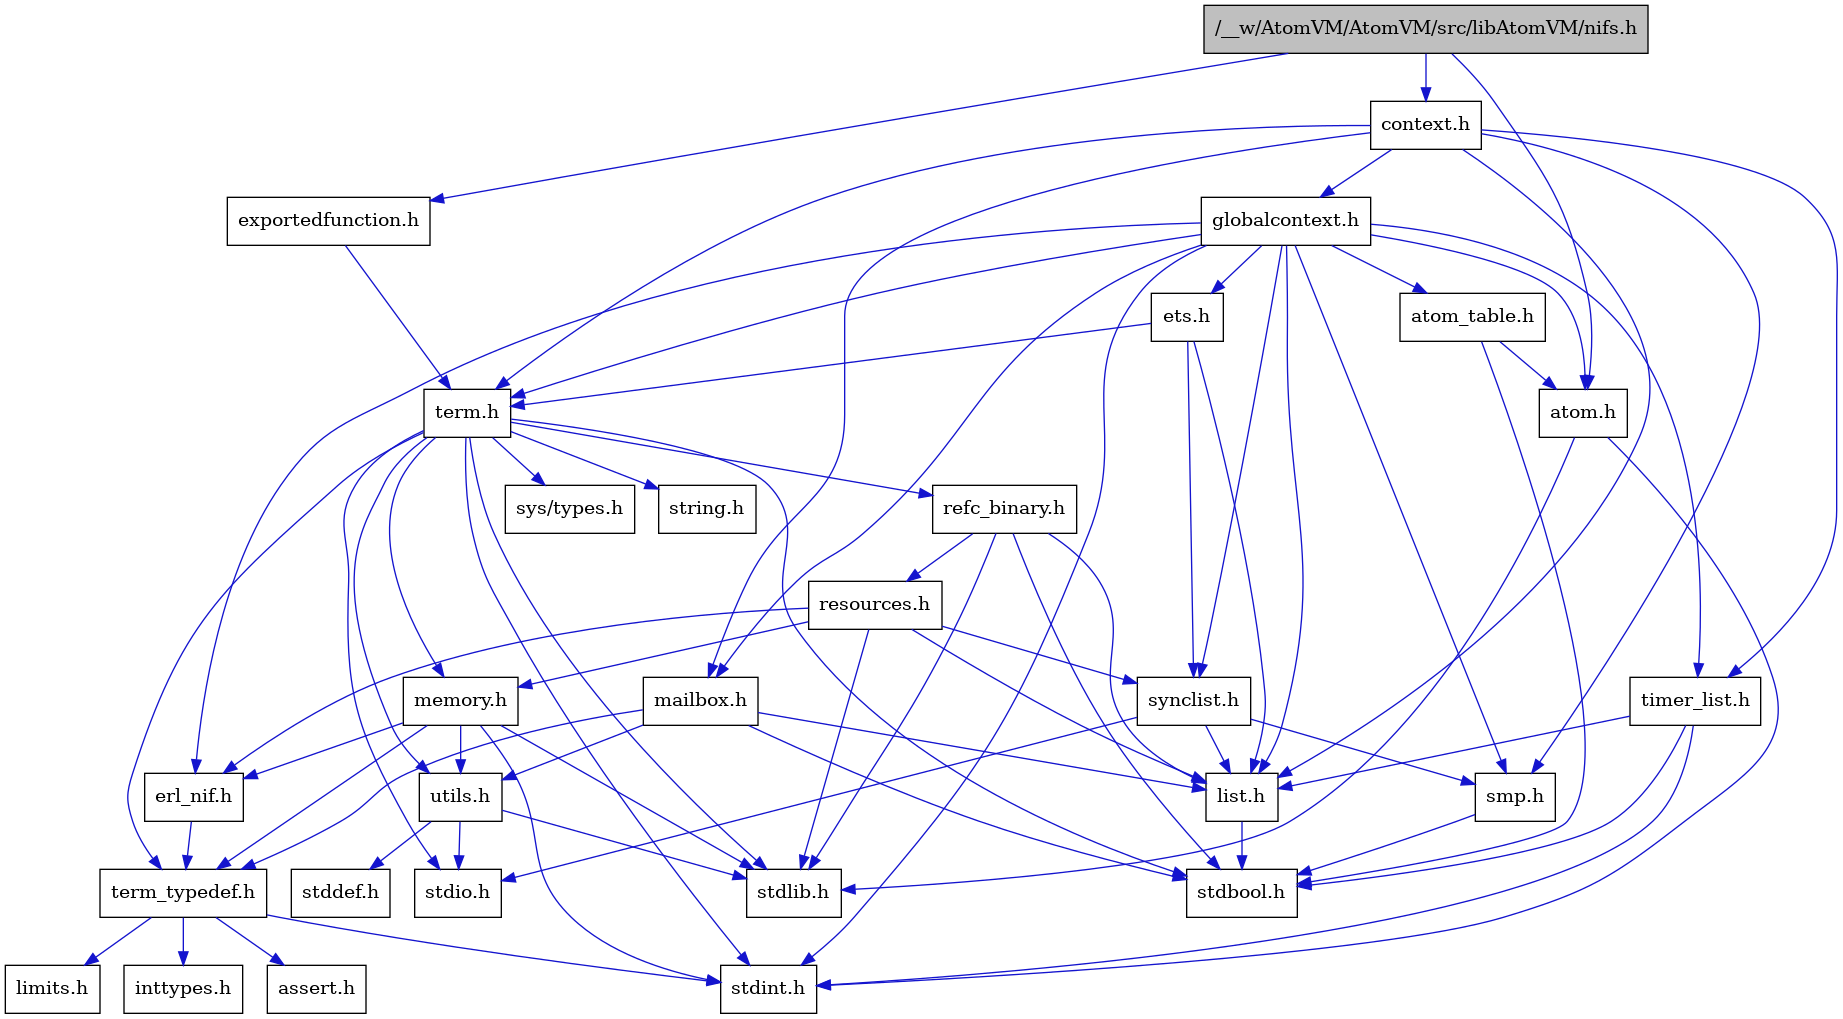 /__w/AtomVM/AtomVM/src/libAtomVM/nifs.h
context.h
exportedfunction.h
globalcontext.h
ets.h
atom_table.h
term.h
atom.h
sys/types.h
string.h
refc_binary.h
resources.h
memory.h
mailbox.h
synclist.h
timer_list.h
erl_nif.h
utils.h
list.h
smp.h
term_typedef.h
stddef.h
stdio.h
stdlib.h
stdbool.h
limits.h
inttypes.h
assert.h
stdint.h